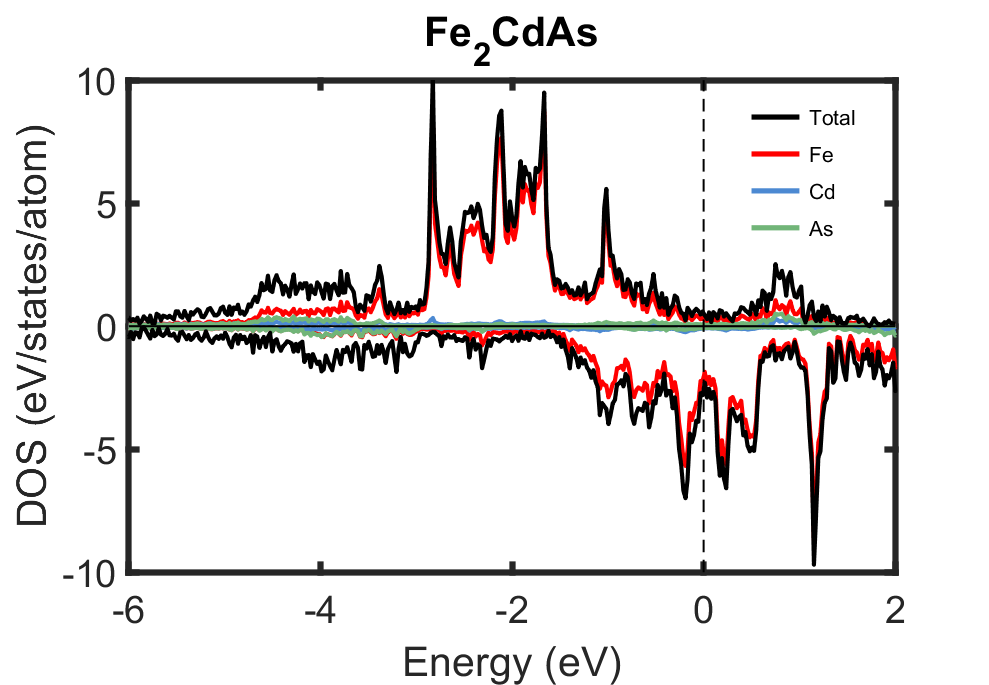 Fe2CdAs
10
5
0
-5
-10
DOS (eV/states/atom)
Total
Fe
Cd
As
-6 -4 -2 0 2
Energy (eV)